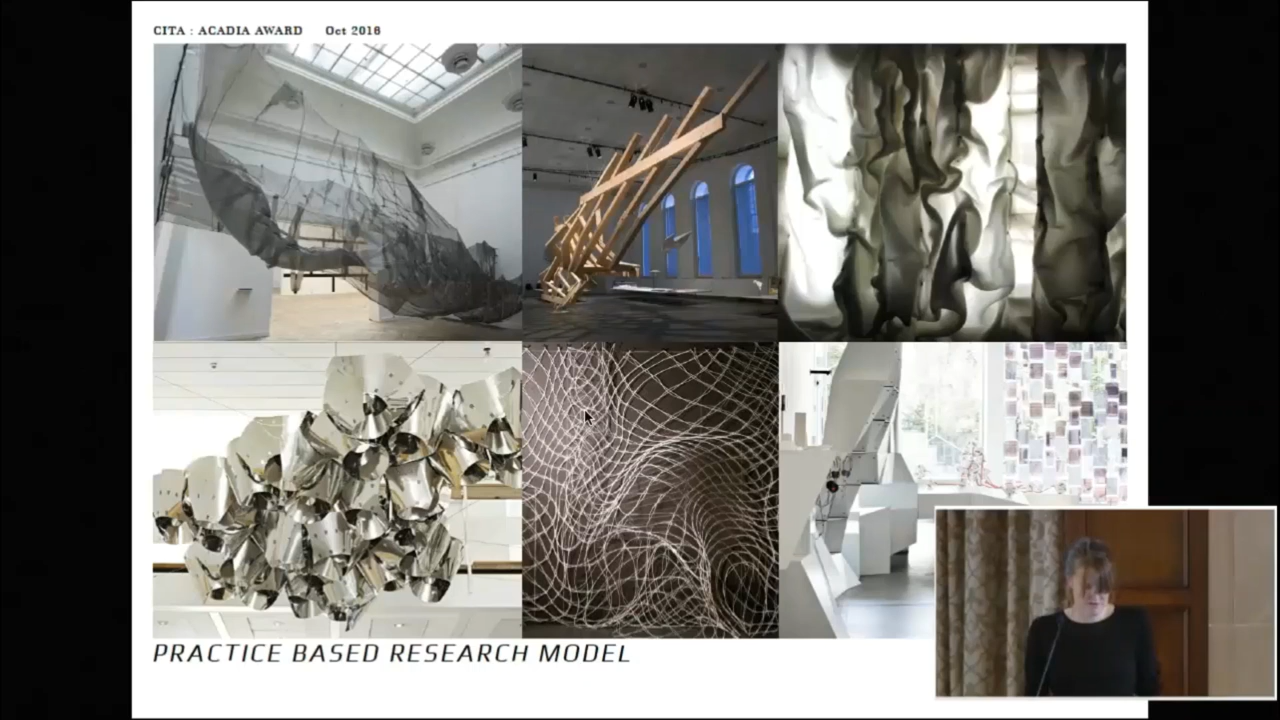 CITA : ACADIA AWARD Oct 2016
PRACTICE BASED RESEARCH MODEL